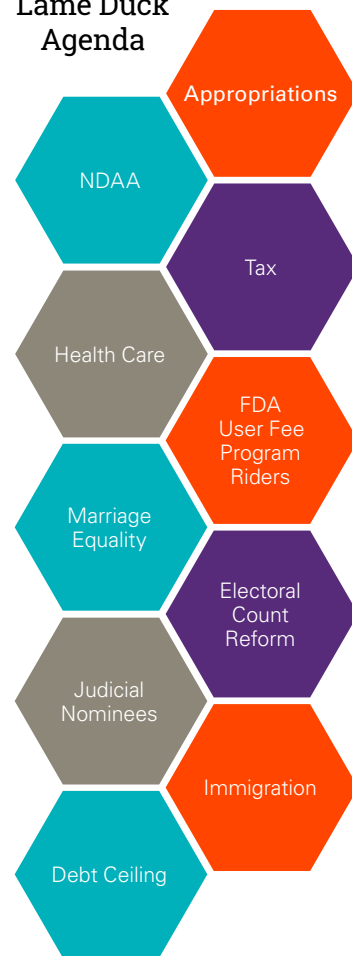 Lame Duck
Agenda
Appropriations
NDAA
Tax
Health Care
FDA
User Fee
Program
Riders
Marriage
Equality
Electoral
Count
Reform
Judicial
Nominees
Immigration
Debt Ceiling